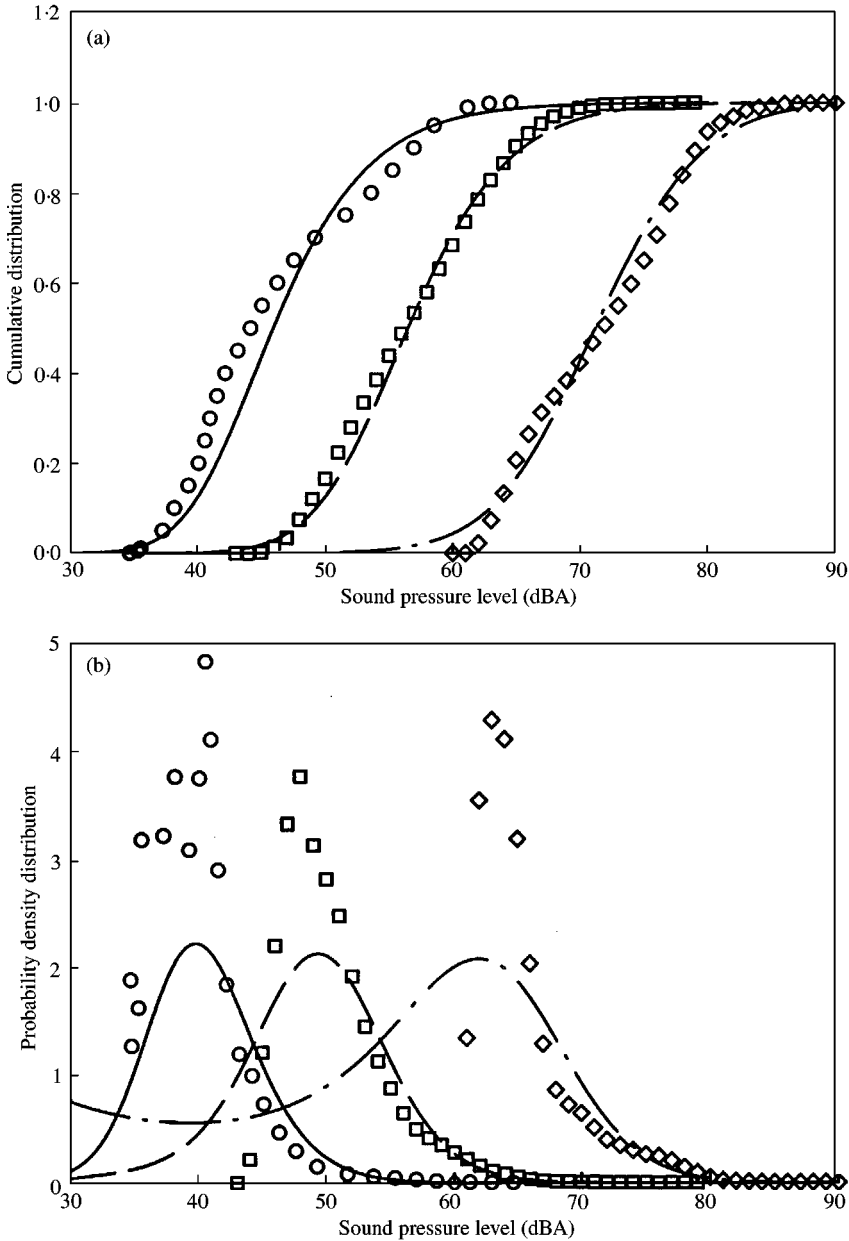 (a)
1·2
1·0
0·8
0·6
0·4
0·2
0·0
Cumulative distribution
30 40 50 60 70 80 90
Sound pressure level (dBA)
(b)
5
4
3
2
1
0
Probability density distribution
30 40 50 60 70 80 90
Sound pressure level (dBA)